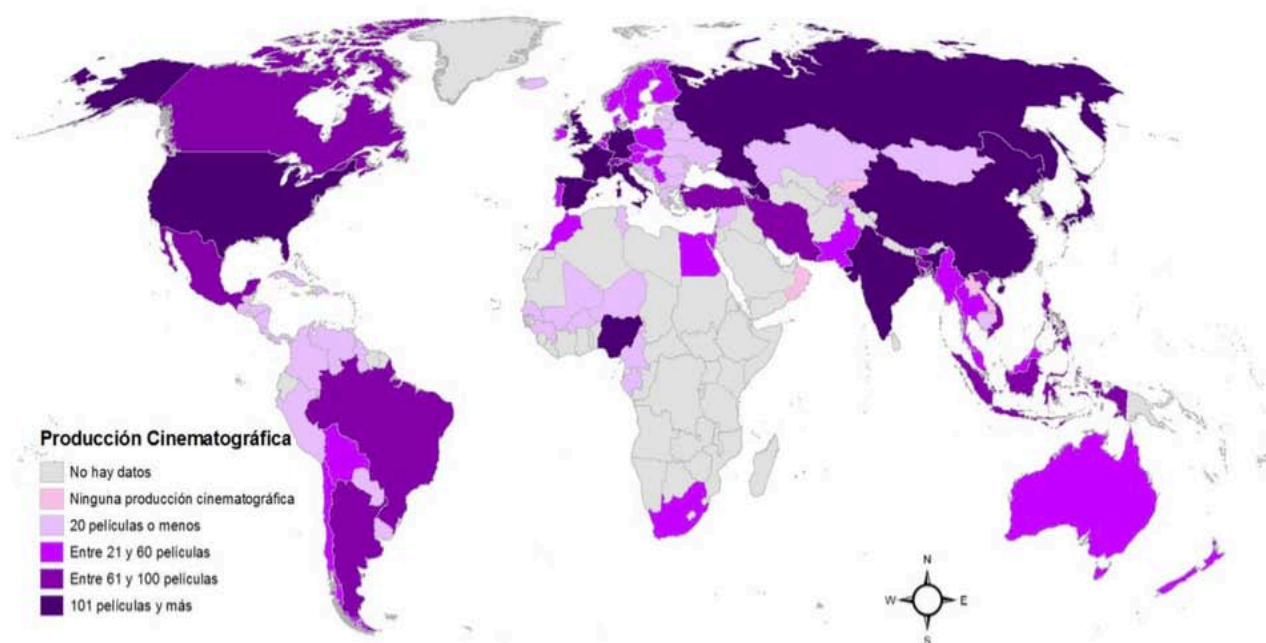 Producción Cinematográfica
No hay datos
Ninguna producción cinematográfica
20 películas o menos
Entre 21 y 60 películas
Entre 61 y 100 películas
101 películas y más
N
W E
S